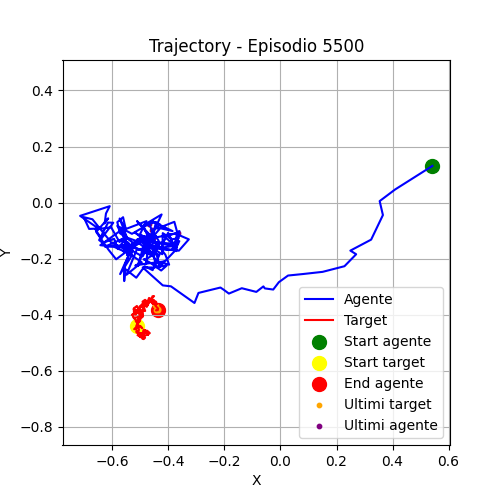 Trajectory - Episodio 5500
Y
0.4
0.2
0.0
−0.2
−0.4
−0.6
−0.8
Agente
Target
Start agente
Start target
End agente
Ultimi target
Ultimi agente
−0.6
−0.4
−0.2
0.0
0.2
0.4
0.6
X